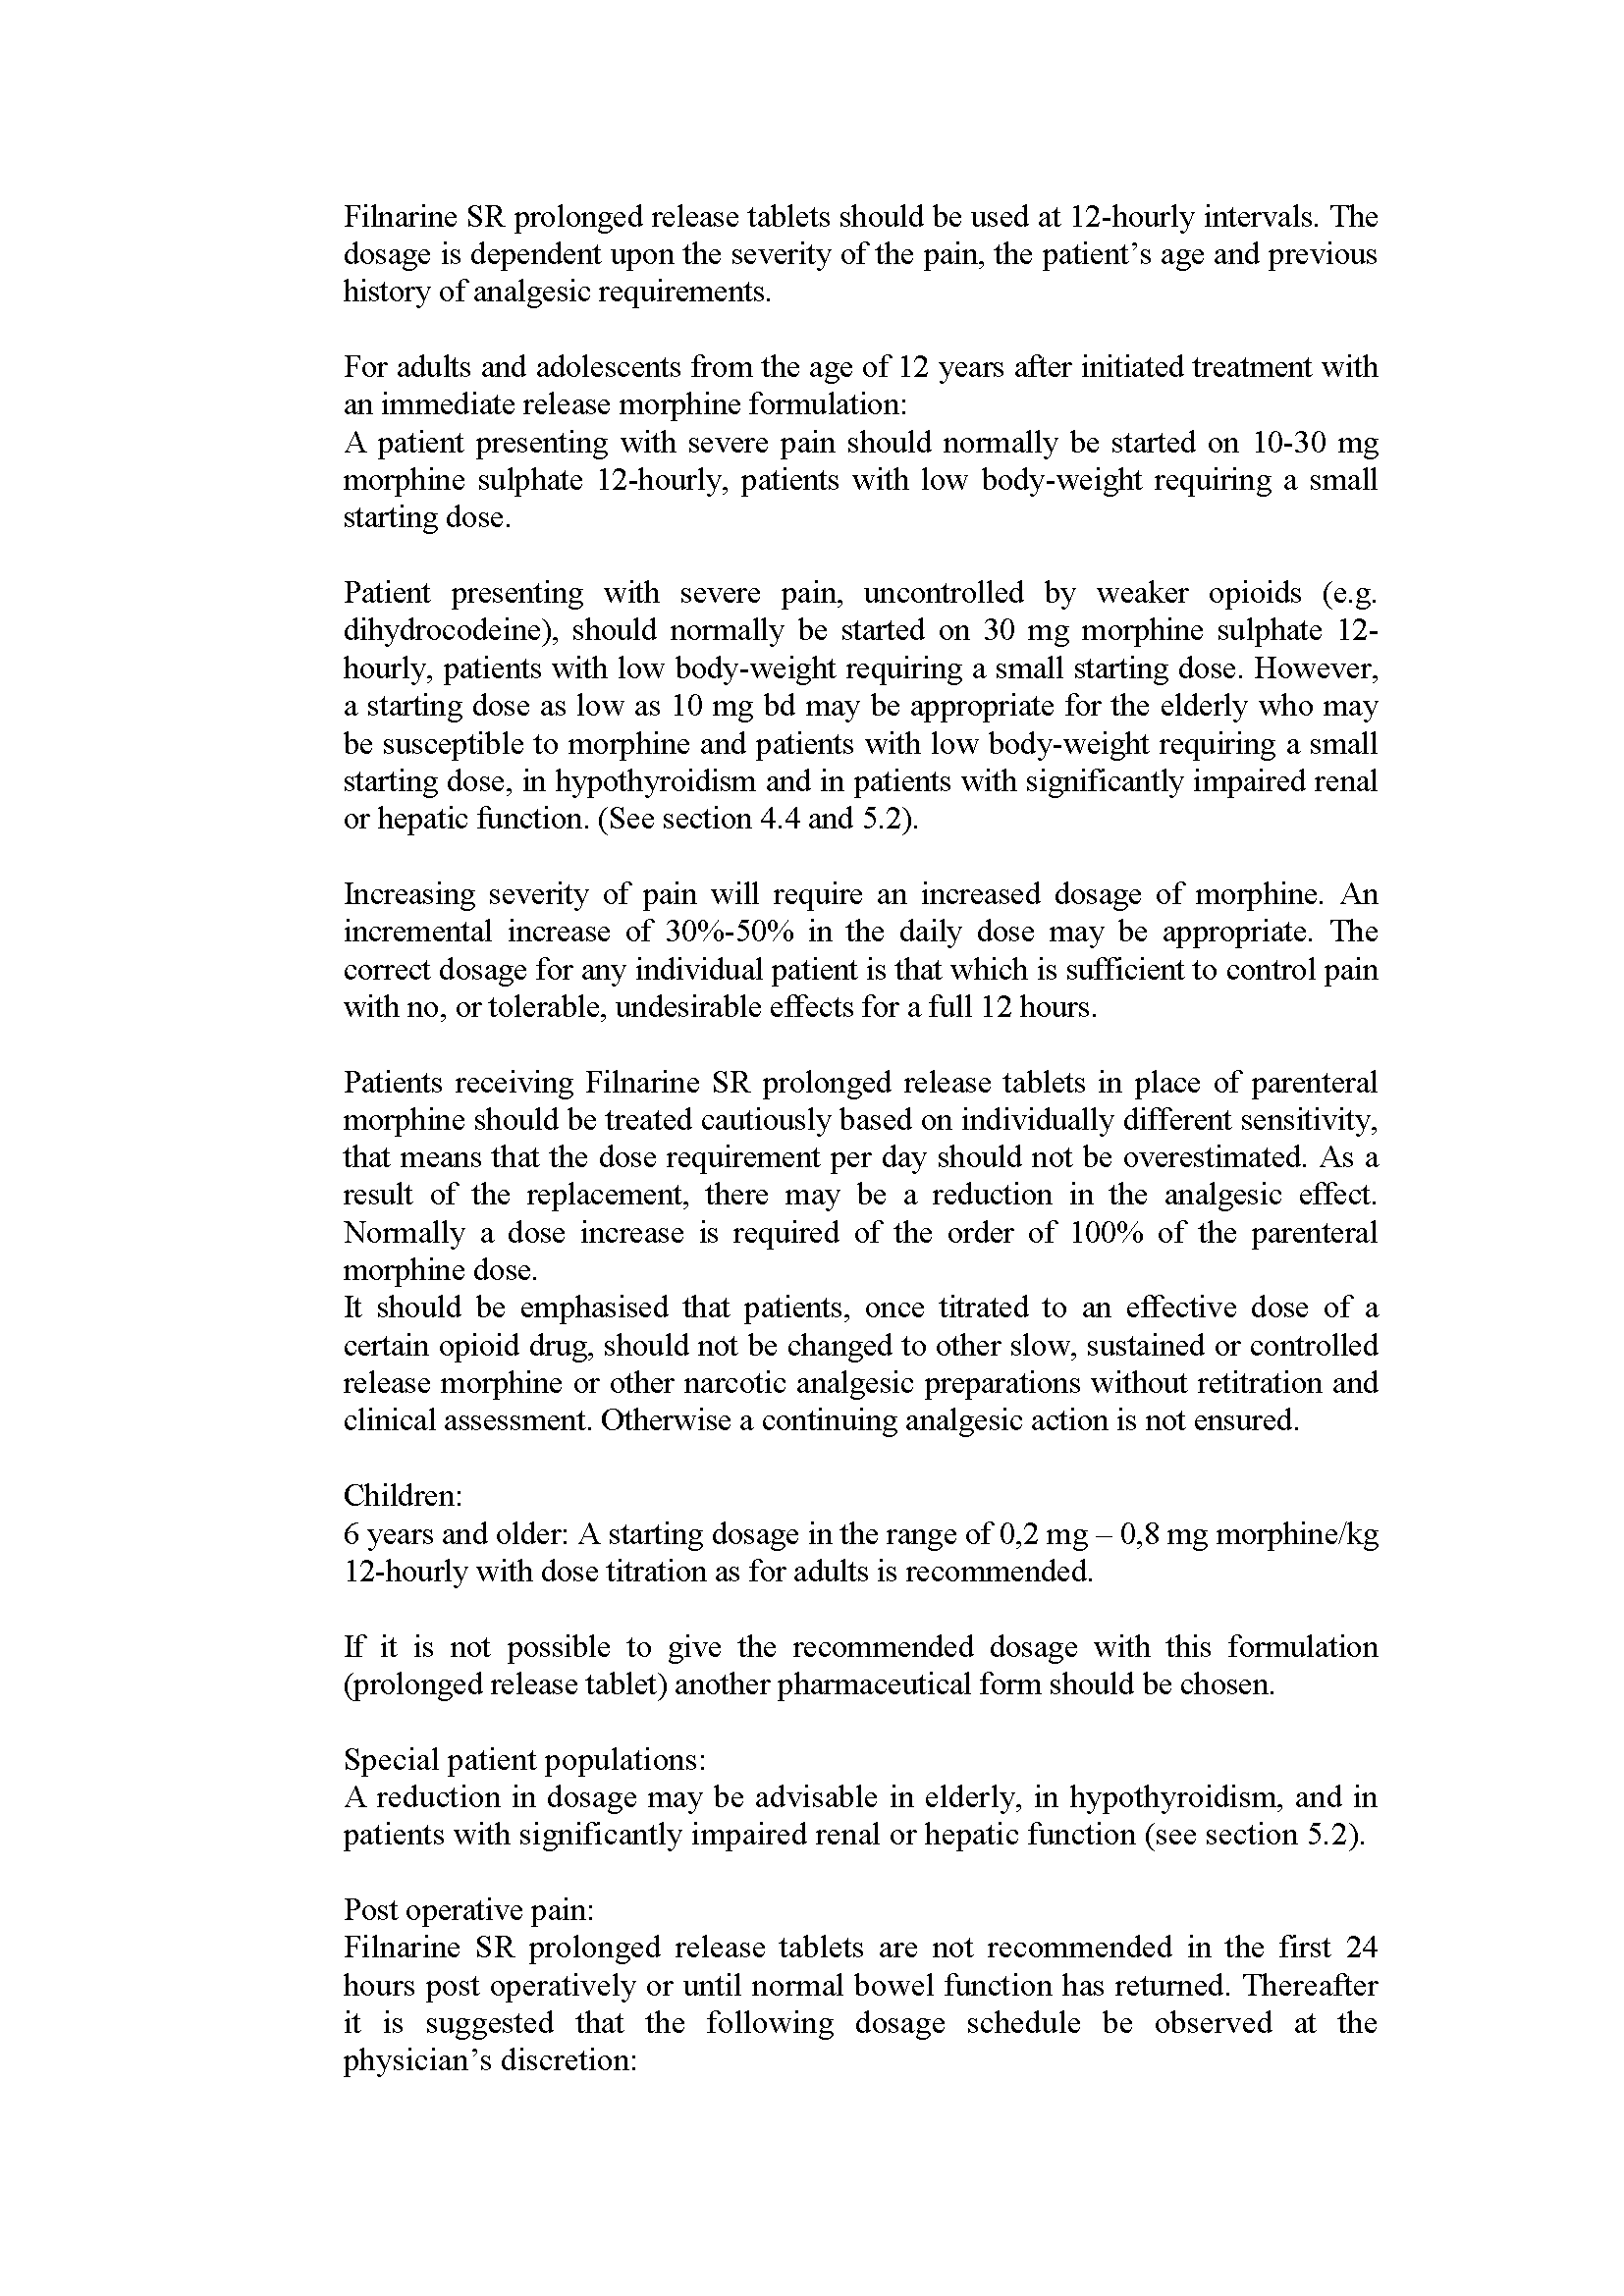 Filnarine SR prolonged release tablets should be used at 12-hourly intervals. The
dosage is dependent upon the severity of the pain, the patient’s age and previous
history of analgesic requirements.
For adults and adolescents from the age of 12 years after initiated treatment with
an immediate release morphine formulation:
A patient presenting with severe pain should normally be started on 10-30 mg
morphine sulphate 12-hourly, patients with low body-weight requiring a small
starting dose.
Patient presenting with severe pain, uncontrolled by weaker opioids (e.g.
dihydrocodeine), should normally be started on 30 mg morphine sulphate 12-
hourly, patients with low body-weight requiring a small starting dose. However,
a starting dose as low as 10 mg bd may be appropriate for the elderly who may
be susceptible to morphine and patients with low body-weight requiring a small
starting dose, in hypothyroidism and in patients with significantly impaired renal
or hepatic function. (See section 4.4 and 5.2).
Increasing severity of pain will require an increased dosage of morphine. An
incremental increase of 30%-50% in the daily dose may be appropriate. The
correct dosage for any individual patient is that which is sufficient to control pain
with no, or tolerable, undesirable effects for a full 12 hours.
Patients receiving Filnarine SR prolonged release tablets in place of parenteral
morphine should be treated cautiously based on individually different sensitivity,
that means that the dose requirement per day should not be overestimated. As a
result of the replacement, there may be a reduction in the analgesic effect.
Normally a dose increase is required of the order of 100% of the parenteral
morphine dose.
It should be emphasised that patients, once titrated to an effective dose of a
certain opioid drug, should not be changed to other slow, sustained or controlled
release morphine or other narcotic analgesic preparations without retitration and
clinical assessment. Otherwise a continuing analgesic action is not ensured.
Children:
6 years and older: A starting dosage in the range of 0,2 mg – 0,8 mg morphine/kg
12-hourly with dose titration as for adults is recommended.
If it is not possible to give the recommended dosage with this formulation
(prolonged release tablet) another pharmaceutical form should be chosen.
Special patient populations:
A reduction in dosage may be advisable in elderly, in hypothyroidism, and in
patients with significantly impaired renal or hepatic function (see section 5.2).
Post operative pain:
Filnarine SR prolonged release tablets are not recommended in the first 24
hours post operatively or until normal bowel function has returned. Thereafter
it is suggested that the following dosage schedule be observed at the
physician’s discretion: